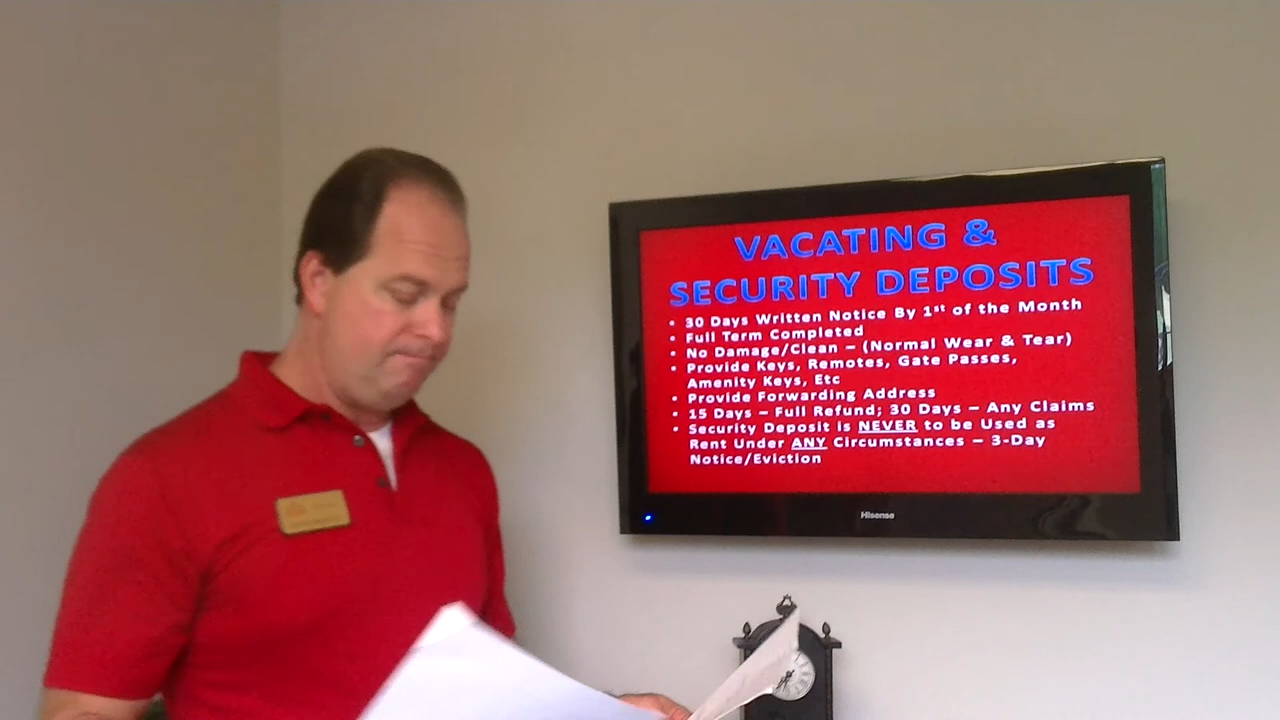 VACATING &
SECURITY DEPOSITS
• 30 Days Written Notice By 1st of the Month
• Full Term Completed
• No Damage/Clean – (Normal Wear & Tear)
• Provide Keys, Remotes, Gate Passes,
Amenity Keys, Etc
• Provide Forwarding Address
• 15 Days – Full Refund; 30 Days – Any Claims
• Security Deposit is NEVER to be Used as
Rent Under ANY Circumstances – 3-Day
Notice/Eviction
Hisense